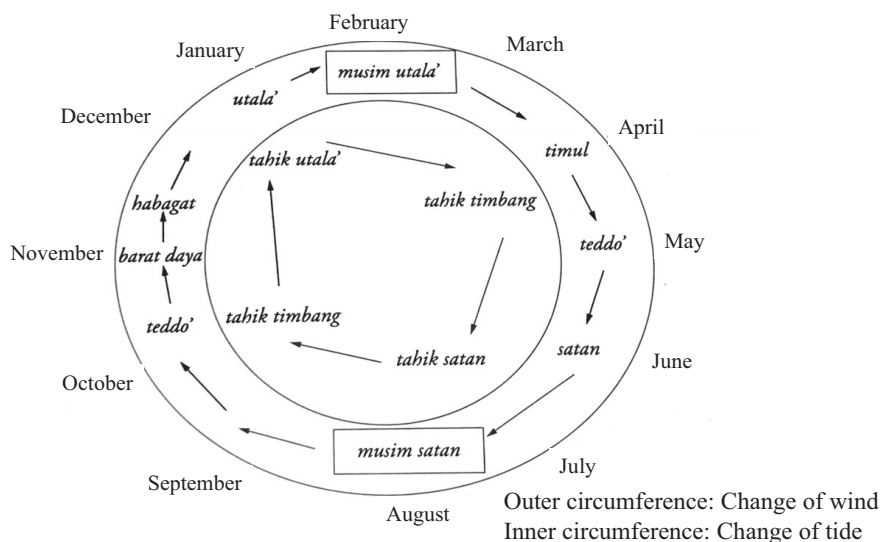 February
January
March
musim utala’
utala’
December
April
timul
tahik utala’
habagat
tahik timbang
November
barat daya
teddo’
May
teddo’
tahik timbang
satan
tahik satan
October
June
musim satan
September
July
August
Outer circumference: Change of wind
Inner circumference: Change of tide